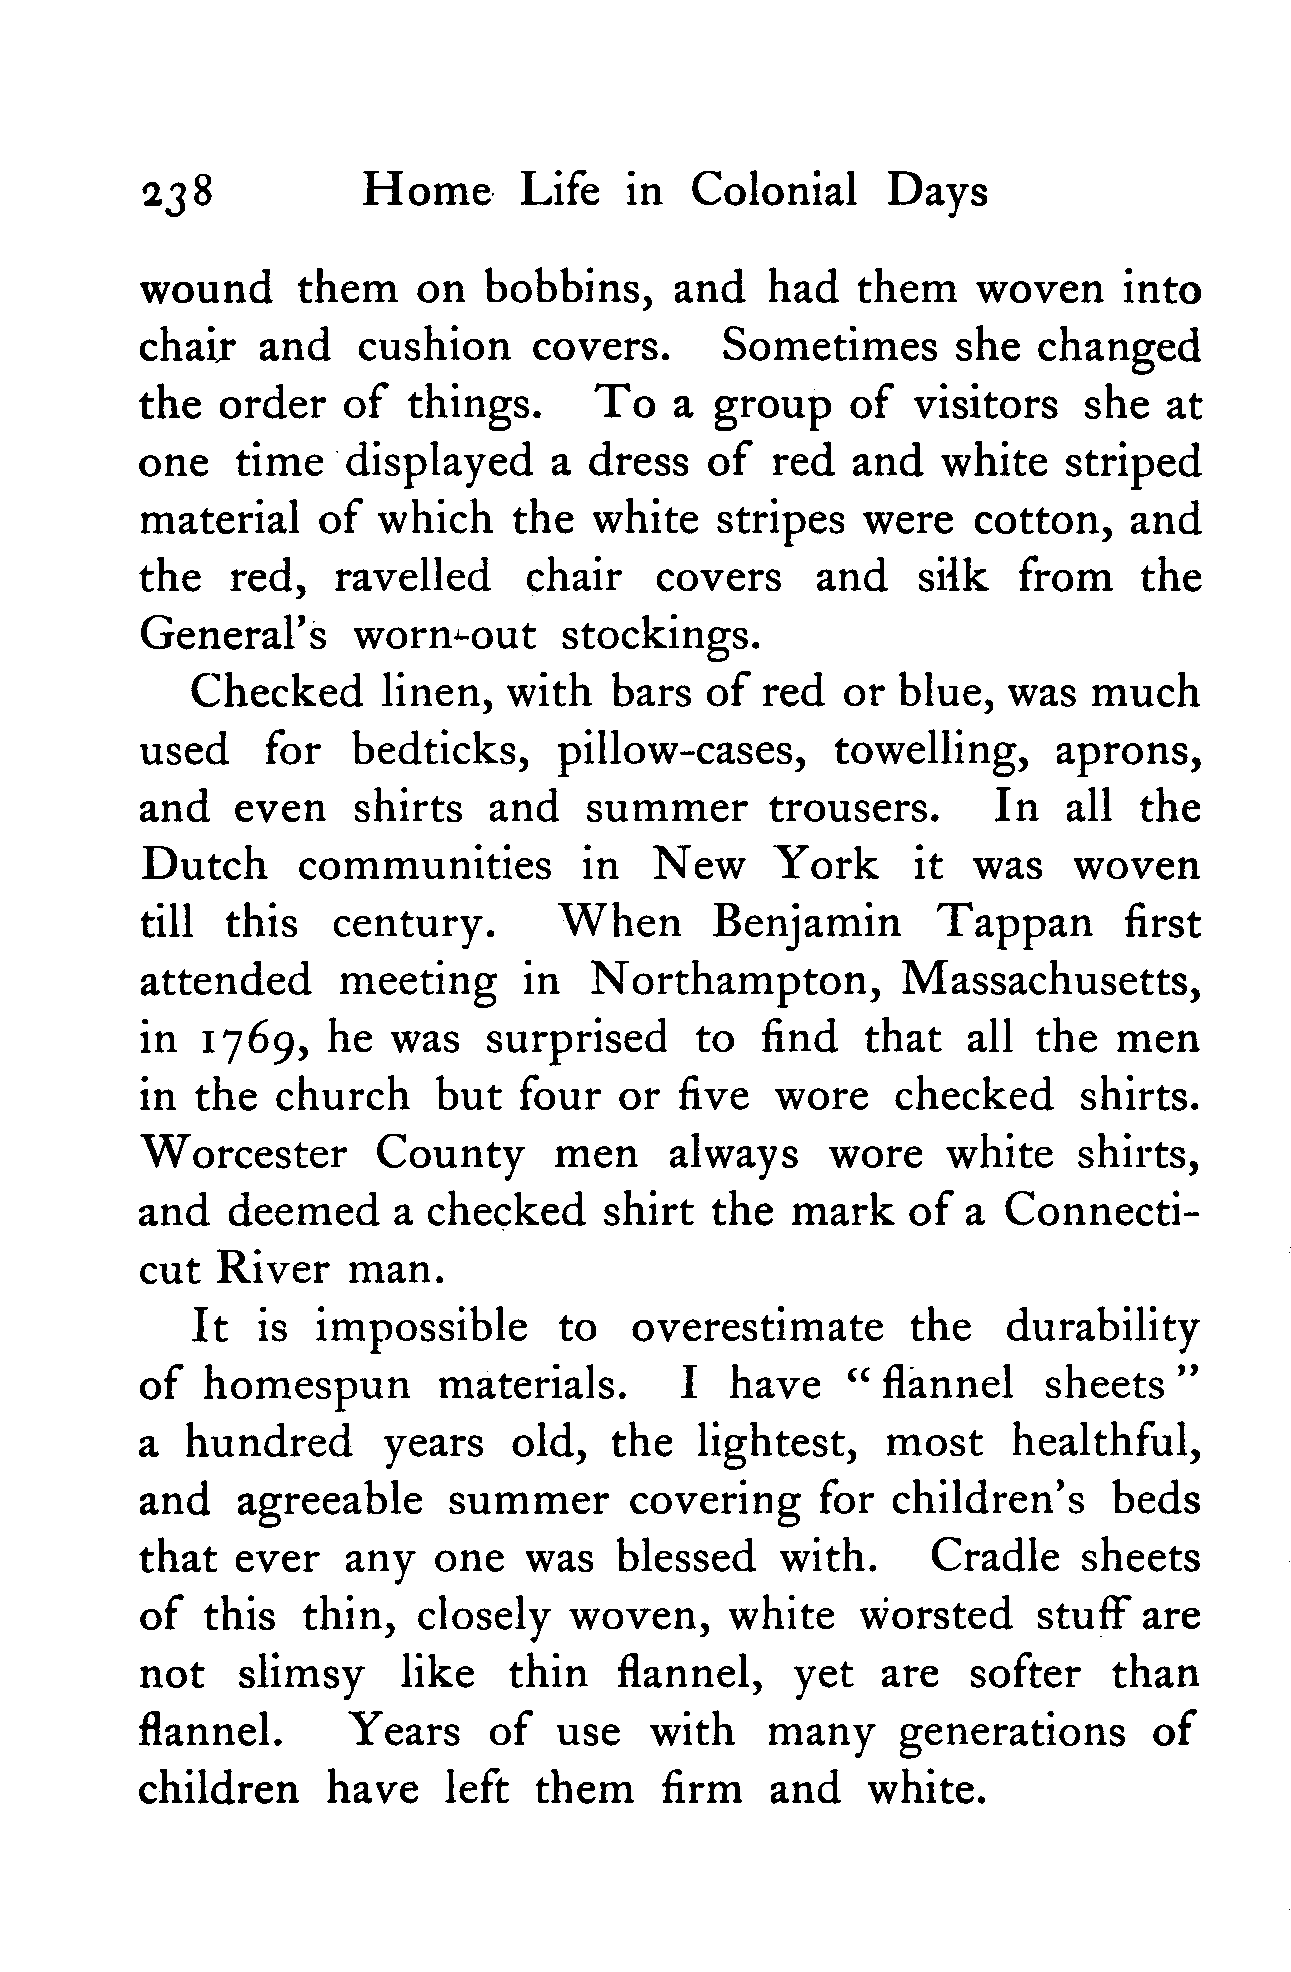 238 Home Life in Colonial Days
wound them on bobbins, and had them woven into
chair and cushion covers. Sometimes she changed
the order of things. To a group of visitors she at
one time displayed a dress of red and white striped
material of which the white stripes were cotton, and
the red, ravelled chair covers and silk from the
General's worn-out stockings.
Checked linen, with bars of red or blue, was much
used for bedticks, pillow-cases, towelling, aprons,
and even shirts and summer trousers. In all the
Dutch communities in New York it was woven
till this century. When Benjamin Tappan first
attended meeting in Northampton, Massachusetts,
in 1769, he was surprised to find that all the men
in the church but four or five wore checked shirts.
Worcester County men always wore white shirts,
and deemed a checked shirt the mark of a Connecti-
cut River man.
It is impossible to overestimate the durability
of homespun materials. I have “ flannel sheets ”
a hundred years old, the lightest, most healthful,
and agreeable summer covering for children's beds
that ever any one was blessed with. Cradle sheets
of this thin, closely woven, white worsted stuff are
not slimsy like thin flannel, yet are softer than
flannel. Years of use with many generations of
children have left them firm and white.